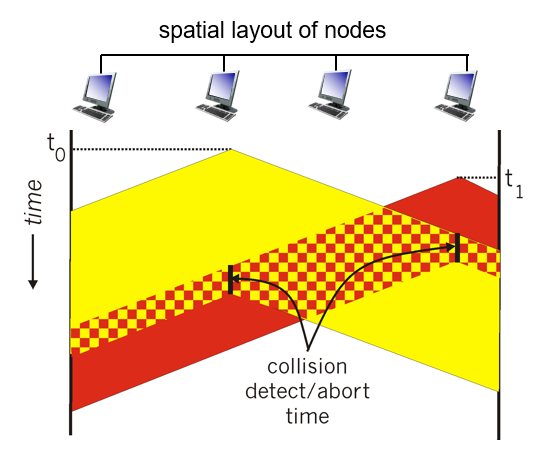 spatial layout of nodes
t0
t1
time
collision
detect/abort
time